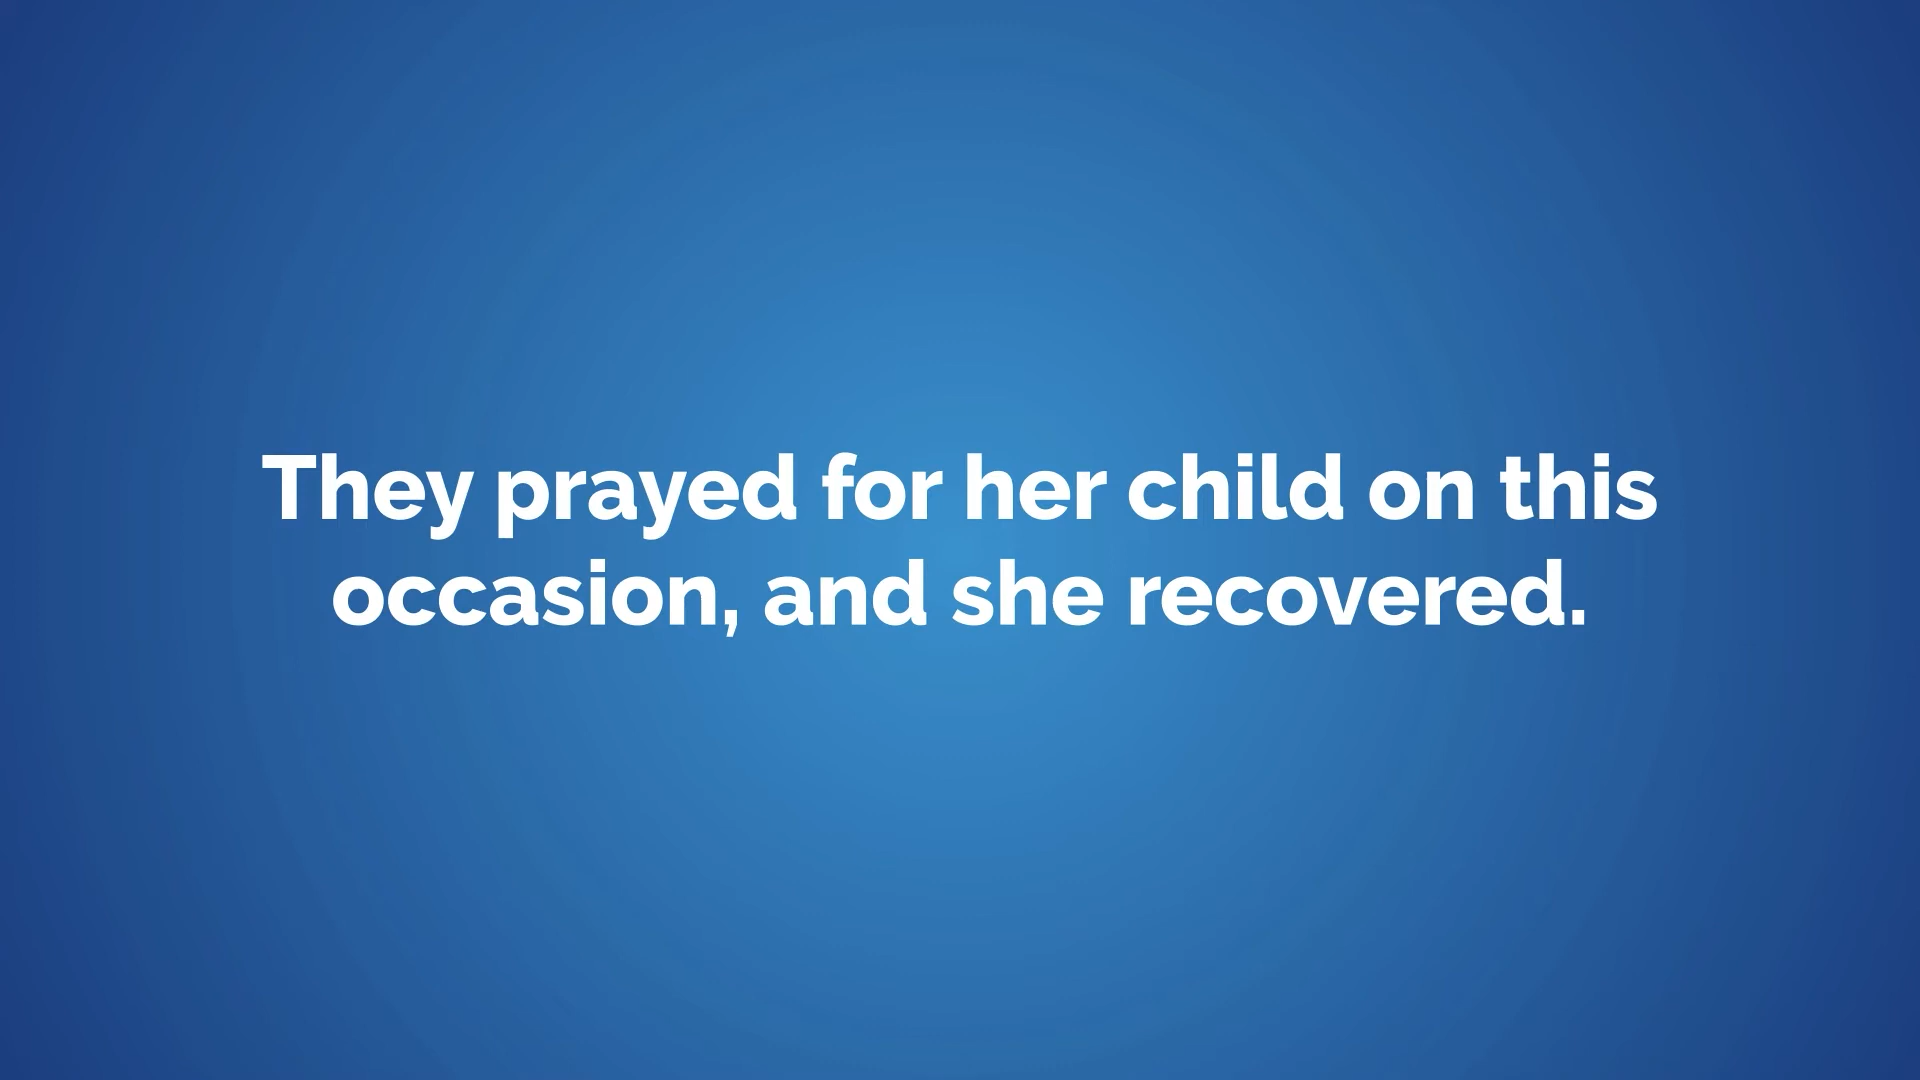 They prayed for her child on this
occasion, and she recovered.